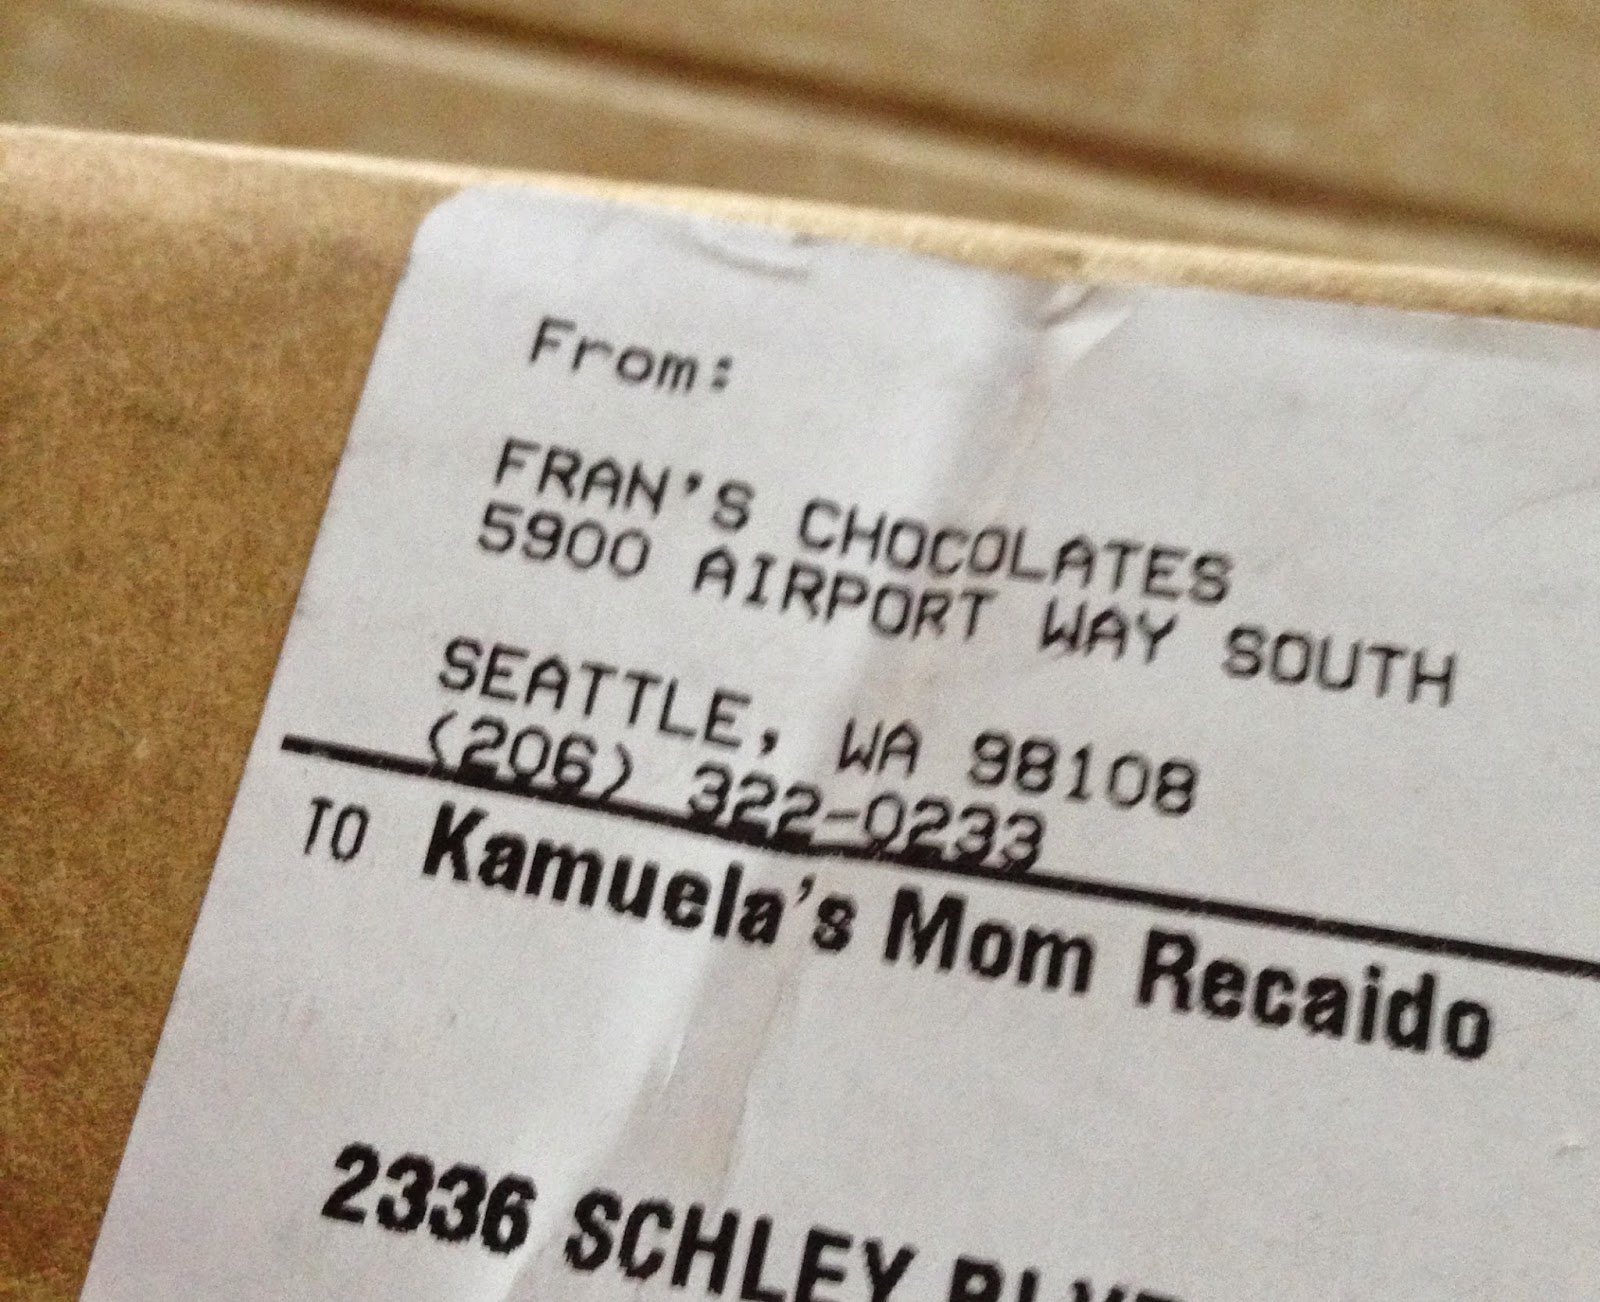 From:
FRAN'S CHOCOLATES
5900 AIRPORT WAY SOUTH
SEATTLE, WA 98108
(206) 322-0233
TO Kamuela's Mom Recaido
2336 SCHLEY BLVD